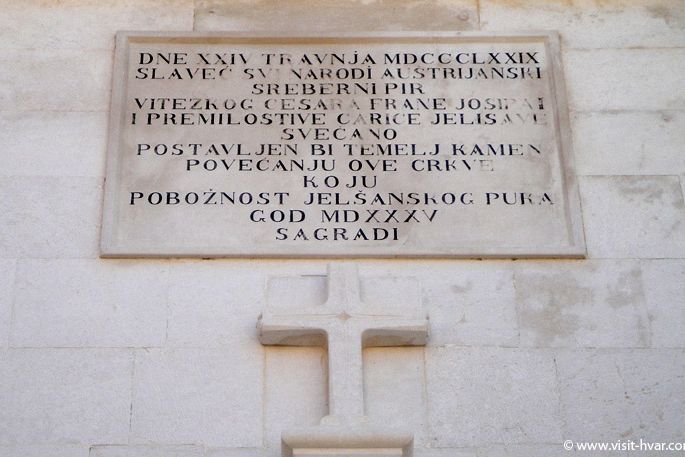 DNE XXIV TRAVNJA MDCCCLXXIX
SLAVEĆ SVI NARODI AUSTRIJANSKI
SREBERNI PIR
VITEZKOG CESARA FRANE JOSIPA I
I PREMILOSTIVE CARICE JELISAVE
SVEČANO
POSTAVLJEN BI TEMELJ KAMEN
POVEĆANJU OVE CRKVE
KOJU
POBOŽNOST JELŠANSKOG PUKA
GOD MDXXXV
SAGRADI
© www.visit-hvar.com